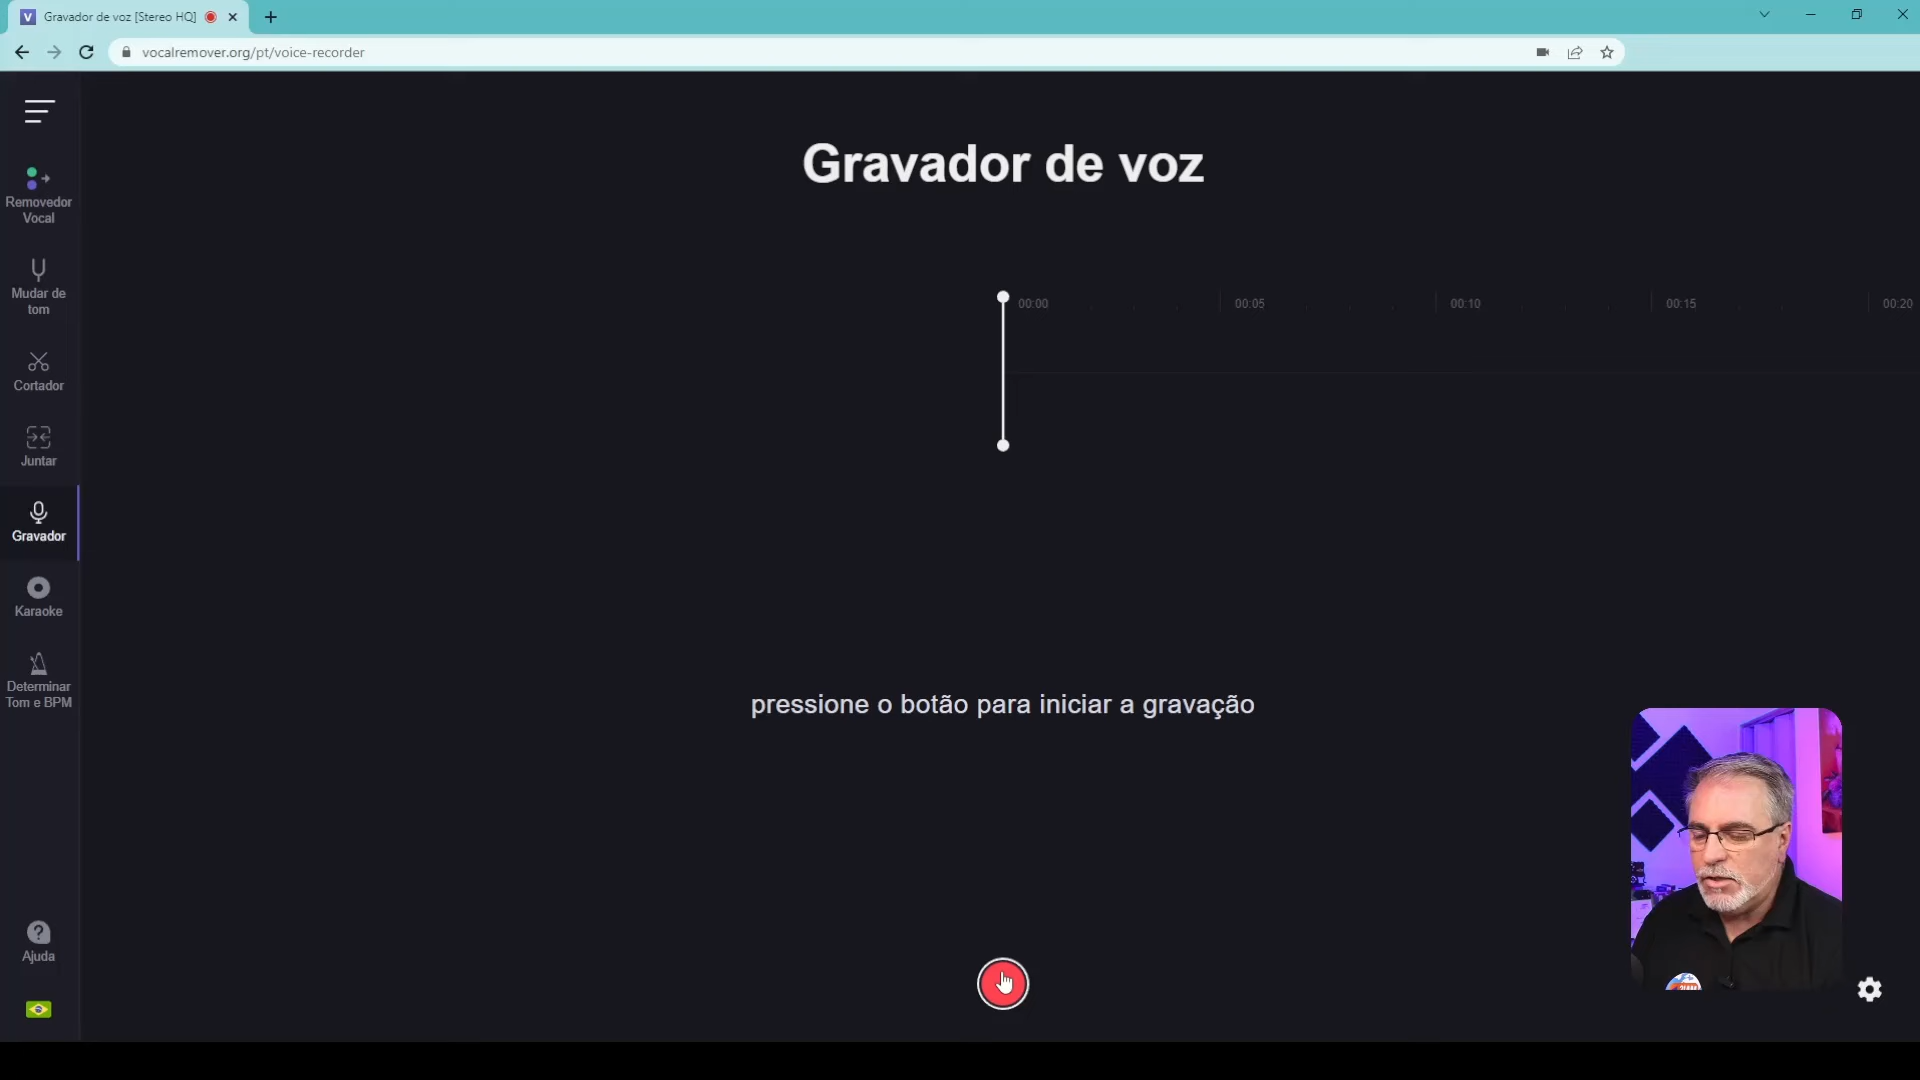 Gravador de voz [Stereo HQ]
vocalremover.org/pt/voice-recorder
Gravador de voz
Removedor
Vocal
Mudar de
tom
Cortador
Juntar
Gravador
Karaoke
Determinar
Tom e BPM
Ajuda
00:00 00:05 00:10 00:15 00:20
pressione o botão para iniciar a gravação